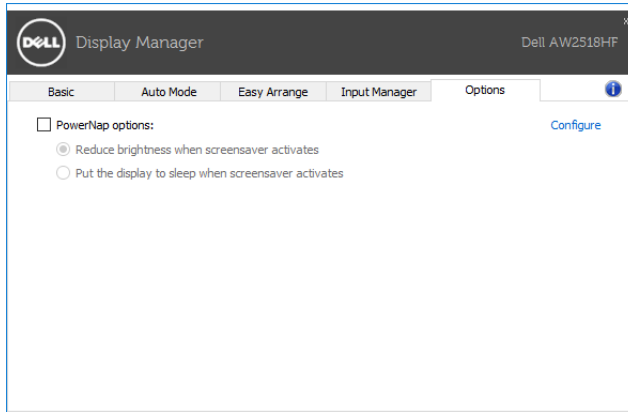 DELL Display Manager Dell AW2518HF
Basic Auto Mode Easy Arrange Input Manager Options
PowerNap options: Configure
Reduce brightness when screensaver activates
Put the display to sleep when screensaver activates